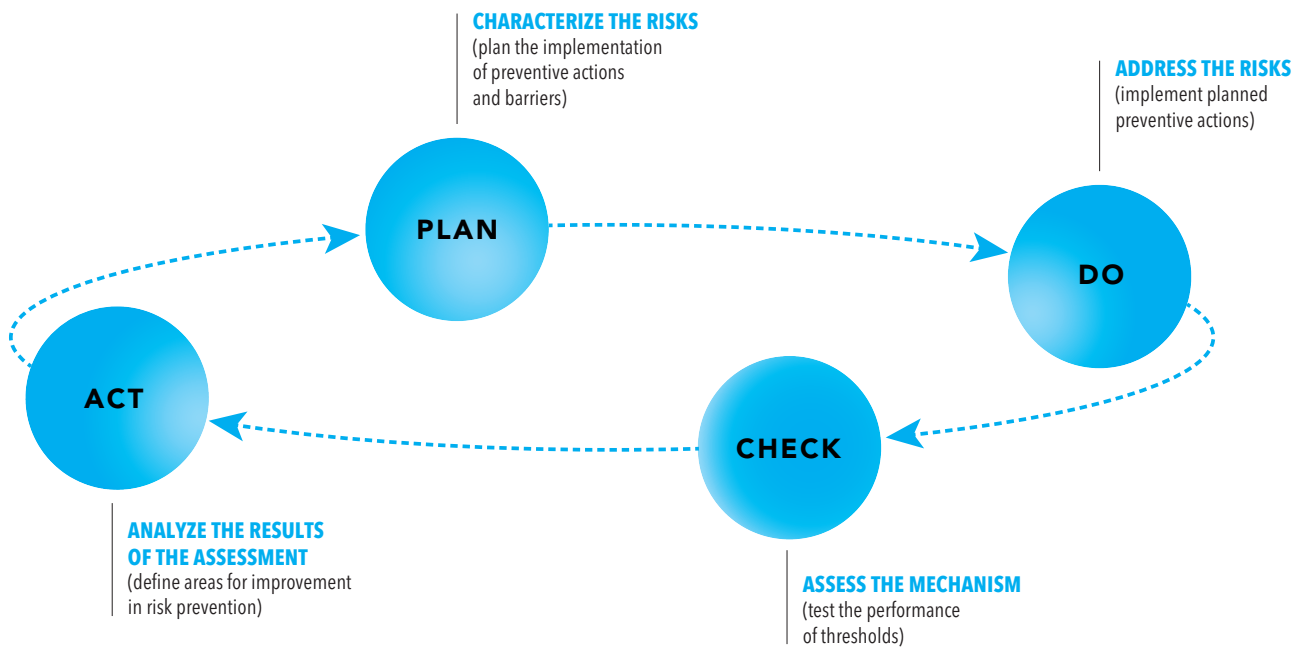 CHARACTERIZE THE RISKS
(plan the implementation
of preventive actions
and barriers)
PLAN
ADDRESS THE RISKS
(implement planned
preventive actions)
DO
CHECK
ASSESS THE MECHANISM
(test the performance
of thresholds)
ACT
ANALYZE THE RESULTS
OF THE ASSESSMENT
(define areas for improvement
in risk prevention)